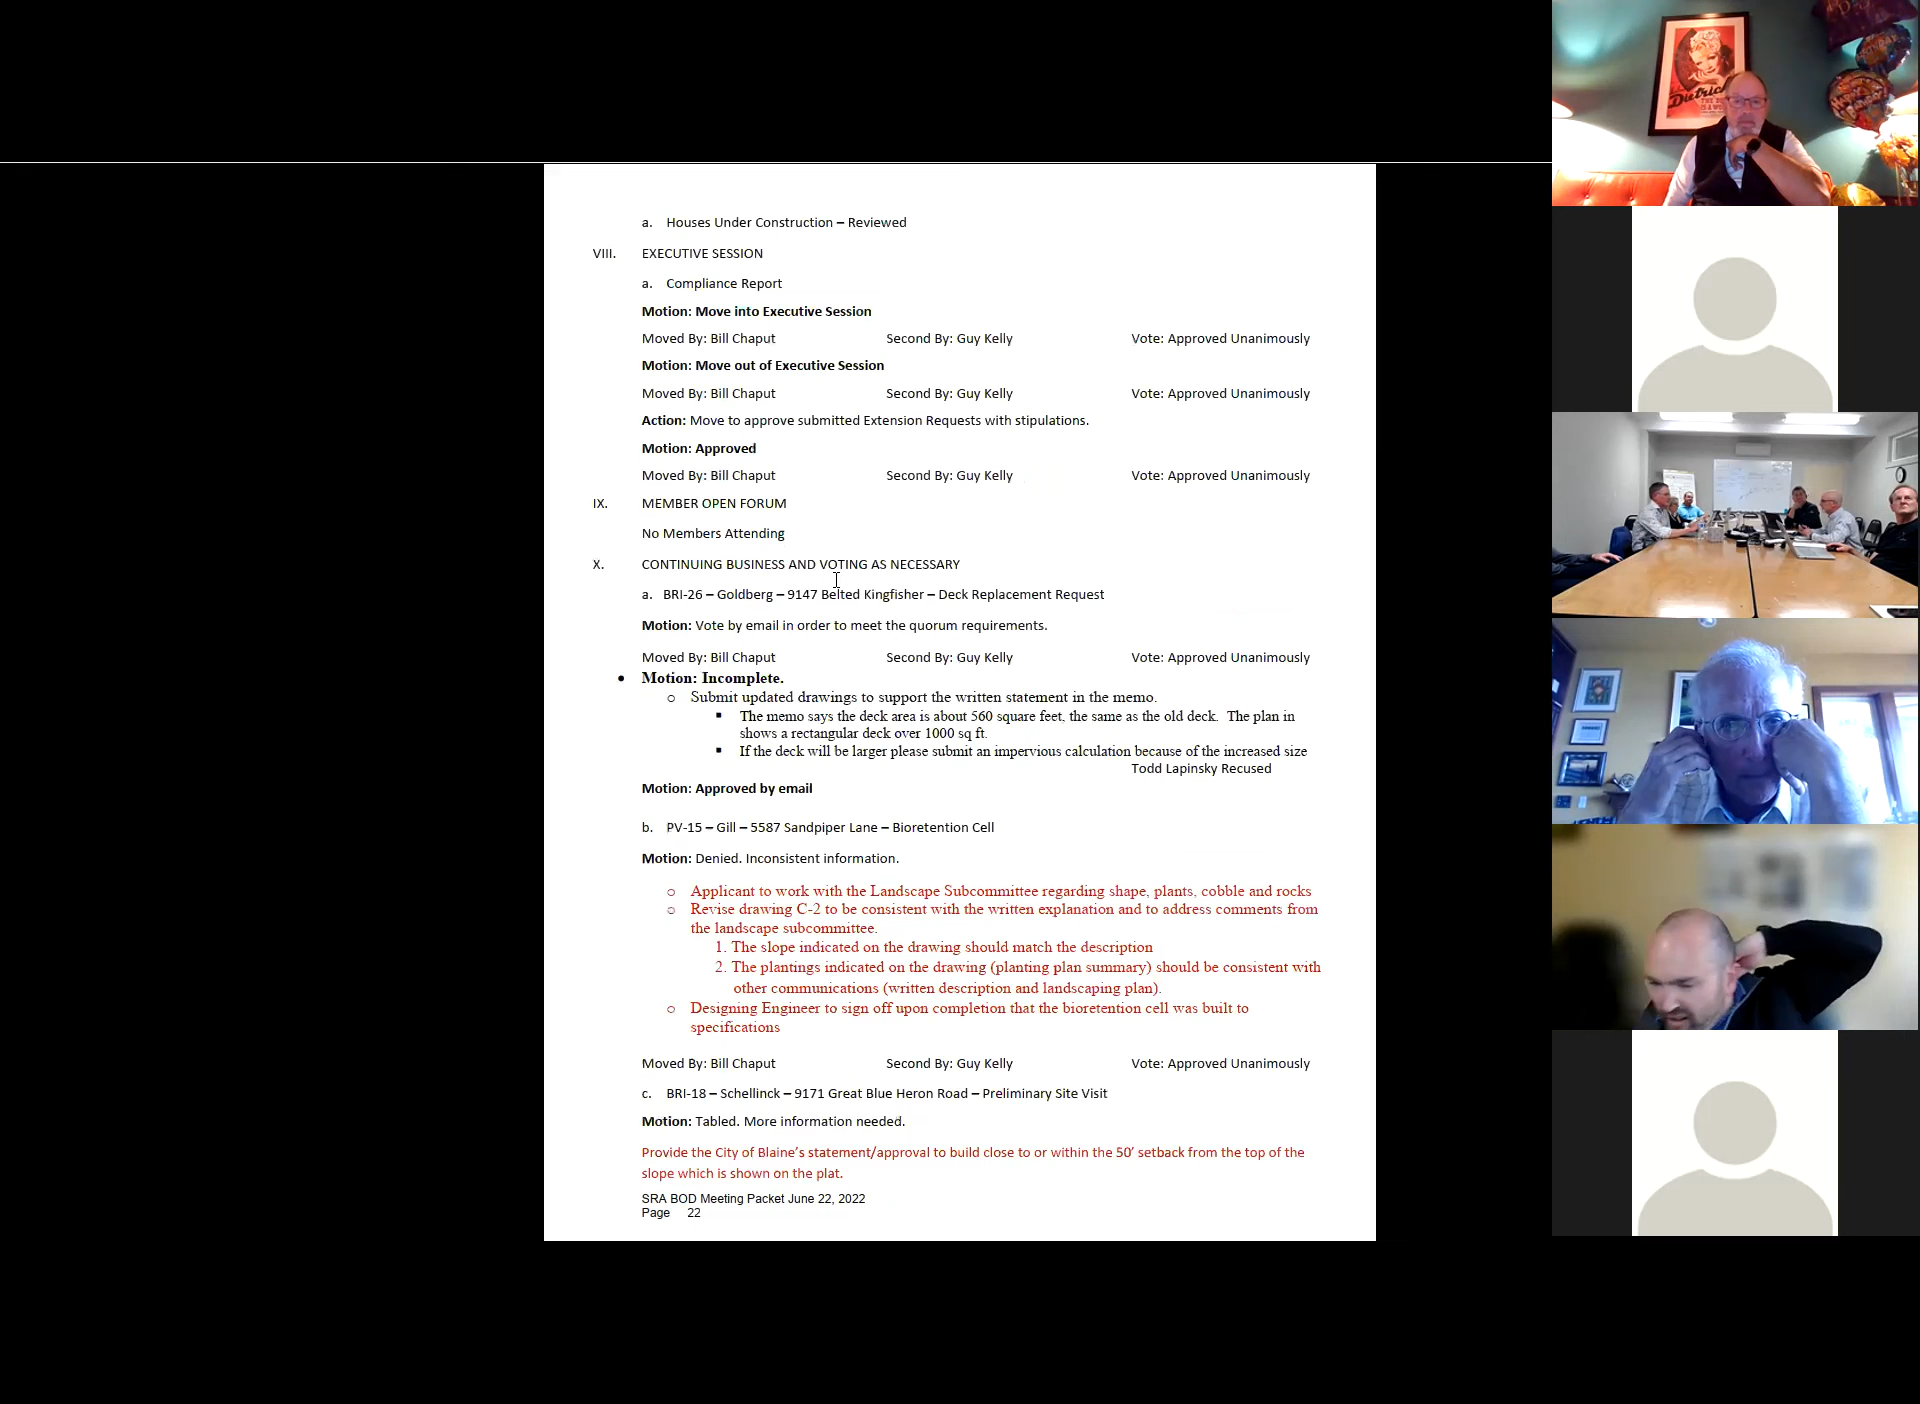 Dietrich
a. Houses Under Construction – Reviewed
VIII. EXECUTIVE SESSION
a. Compliance Report
Motion: Move into Executive Session
Moved By: Bill Chaput Second By: Guy Kelly Vote: Approved Unanimously
Motion: Move out of Executive Session
Moved By: Bill Chaput Second By: Guy Kelly Vote: Approved Unanimously
Action: Move to approve submitted Extension Requests with stipulations.
Motion: Approved
Moved By: Bill Chaput Second By: Guy Kelly Vote: Approved Unanimously
IX. MEMBER OPEN FORUM
No Members Attending
X. CONTINUING BUSINESS AND VOTING AS NECESSARY
a. BRI-26 – Goldberg – 9147 Belted Kingfisher – Deck Replacement Request
Motion: Vote by email in order to meet the quorum requirements.
Moved By: Bill Chaput Second By: Guy Kelly Vote: Approved Unanimously
• Motion: Incomplete.
o Submit updated drawings to support the written statement in the memo.
▪ The memo says the deck area is about 560 square feet, the same as the old deck. The plan in
shows a rectangular deck over 1000 sq ft.
▪ If the deck will be larger please submit an impervious calculation because of the increased size
Todd Lapinsky Recused
Motion: Approved by email
b. PV-15 – Gill – 5587 Sandpiper Lane – Bioretention Cell
Motion: Denied. Inconsistent information.
o Applicant to work with the Landscape Subcommittee regarding shape, plants, cobble and rocks
o Revise drawing C-2 to be consistent with the written explanation and to address comments from
the landscape subcommittee.
1. The slope indicated on the drawing should match the description
2. The plantings indicated on the drawing (planting plan summary) should be consistent with
other communications (written description and landscaping plan).
o Designing Engineer to sign off upon completion that the bioretention cell was built to
specifications
Moved By: Bill Chaput Second By: Guy Kelly Vote: Approved Unanimously
c. BRI-18 – Schellinck – 9171 Great Blue Heron Road – Preliminary Site Visit
Motion: Tabled. More information needed.
Provide the City of Blaine's statement/approval to build close to or within the 50' setback from the top of the
slope which is shown on the plat.
SRA BOD Meeting Packet June 22, 2022
Page 22